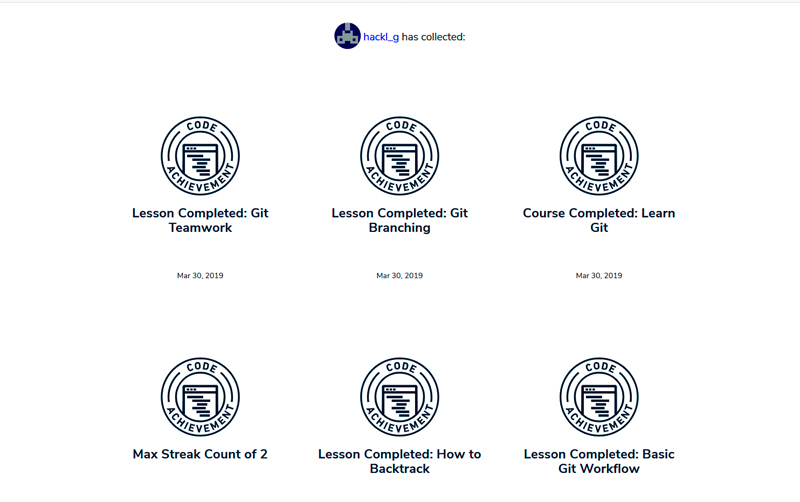 hackl_g has collected:
CODE ACHIEVEMENT
CODE ACHIEVEMENT
CODE ACHIEVEMENT
Lesson Completed: Git
Teamwork
Lesson Completed: Git
Branching
Course Completed: Learn
Git
Mar 30, 2019
Mar 30, 2019
Mar 30, 2019
CODE ACHIEVEMENT
CODE ACHIEVEMENT
CODE ACHIEVEMENT
Max Streak Count of 2
Lesson Completed: How to
Backtrack
Lesson Completed: Basic
Git Workflow